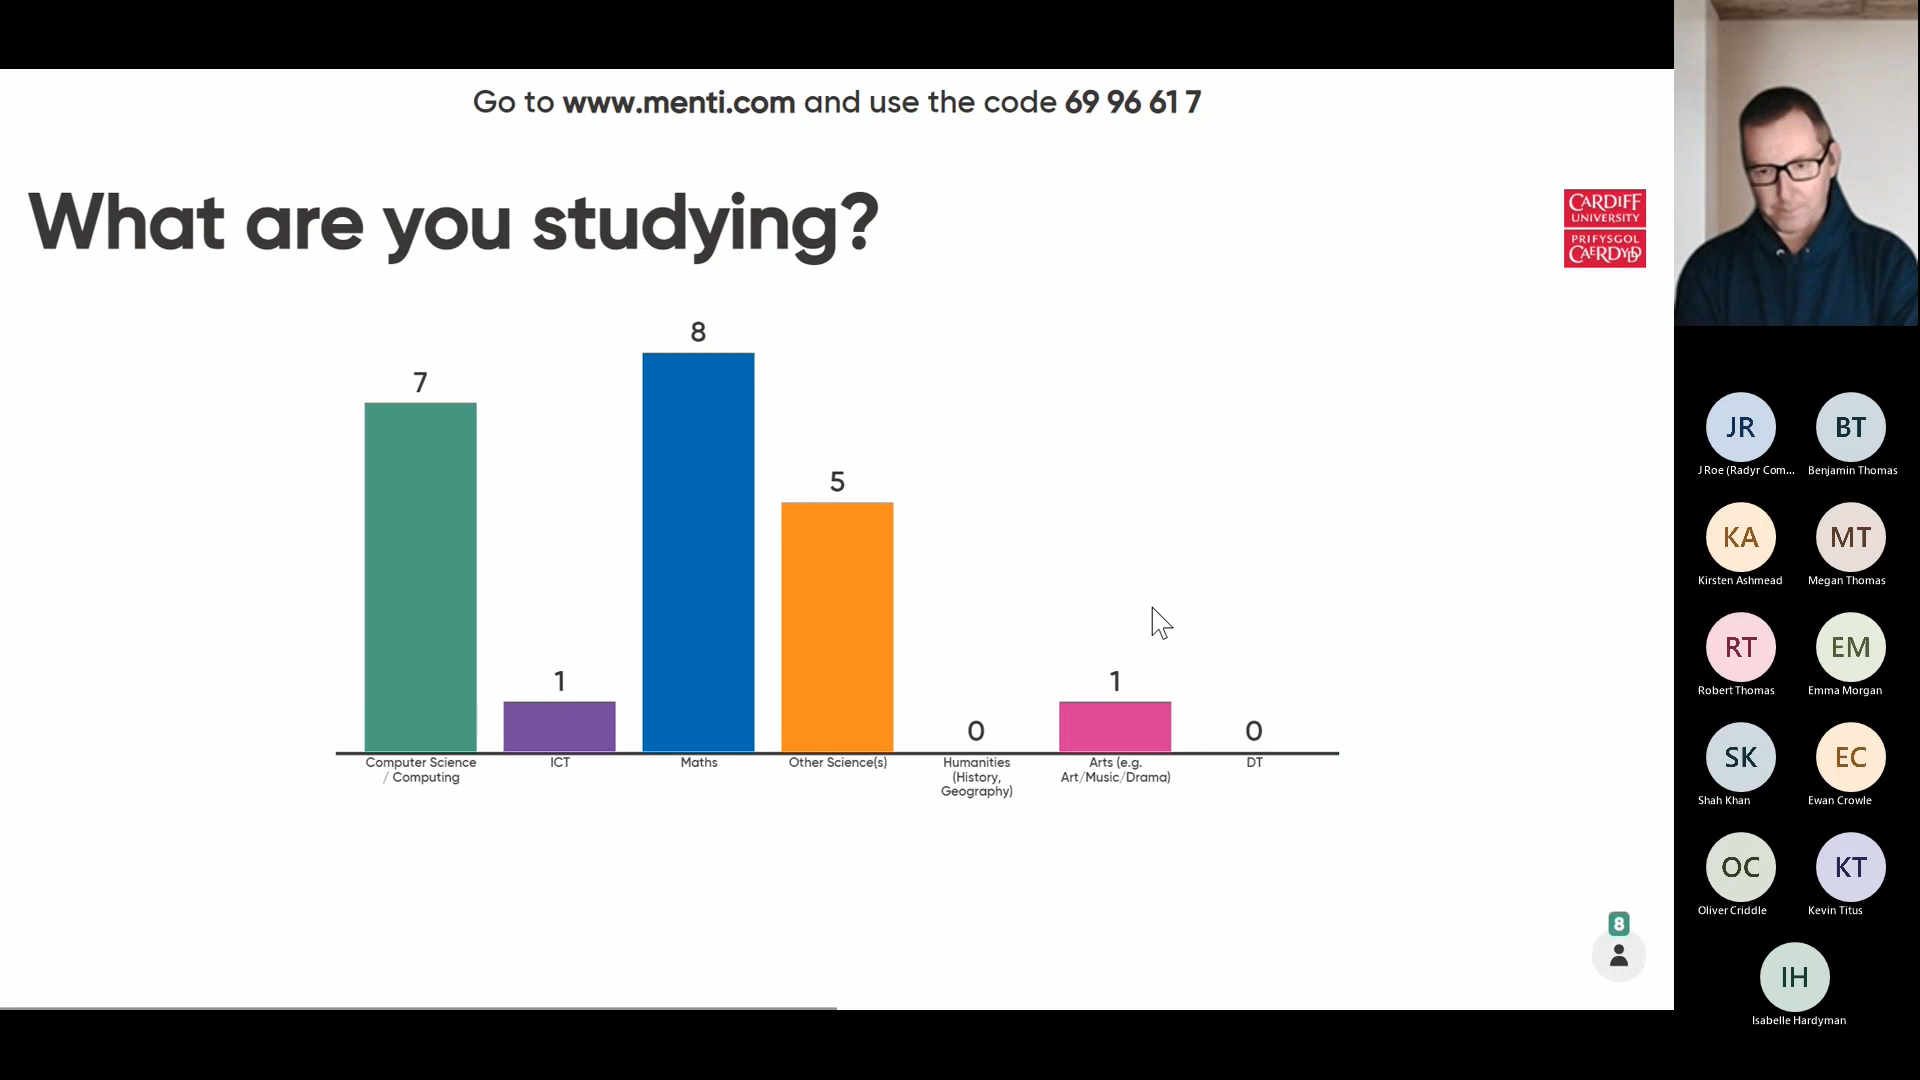 Go to www.menti.com and use the code 69 96 61 7
What are you studying?
CARDIFF
UNIVERSITY
PRIFYSGOL
CAERDYDD
7
1
8
5
0
1
0
Computer Science
/ Computing
ICT
Maths
Other Science(s)
Humanities
(History,
Geography)
Arts (e.g.
Art/Music/Drama)
DT
8
JR
J Roe (Radyr Com...
BT
Benjamin Thomas
KA
Kirsten Ashmead
MT
Megan Thomas
RT
Robert Thomas
EM
Emma Morgan
SK
Shah Khan
EC
Ewan Crowle
OC
Oliver Criddle
KT
Kevin Titus
IH
Isabelle Hardyman